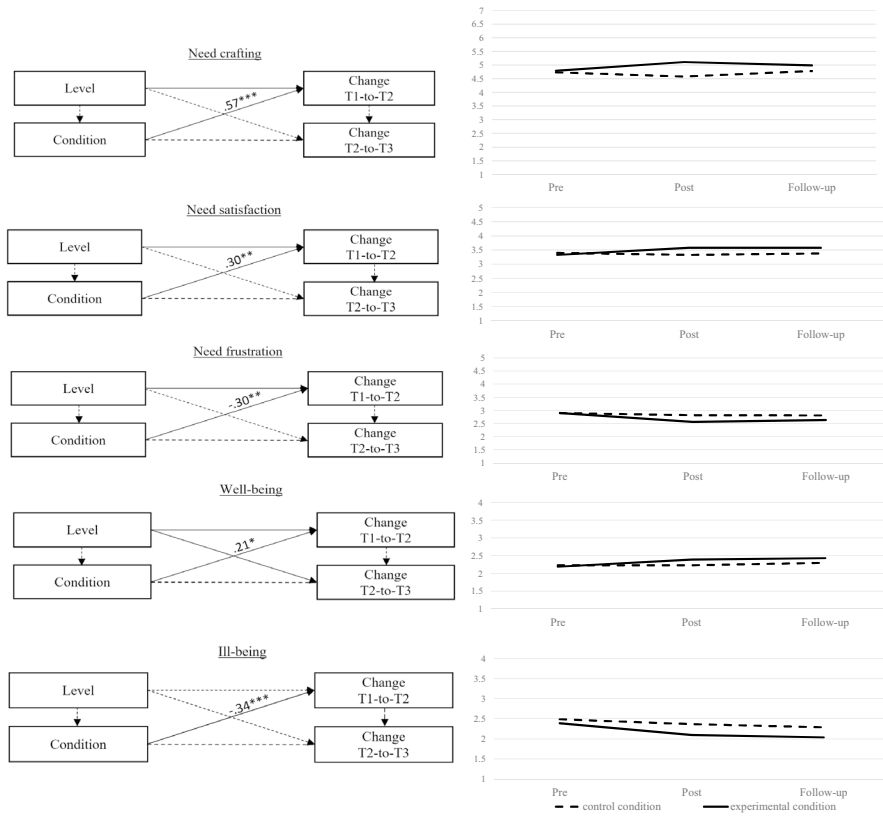 Need crafting
Level
Condition
Change
T1-to-T2
Change
T2-to-T3
.57***
7
6.5
6
5.5
5
4.5
4
3.5
3
2.5
2
1.5
1
Pre Post Follow-up
Need satisfaction
Level
Condition
Change
T1-to-T2
Change
T2-to-T3
.30**
5
4.5
4
3.5
3
2.5
2
1.5
1
Pre Post Follow-up
Need frustration
Level
Condition
Change
T1-to-T2
Change
T2-to-T3
-.30**
5
4.5
4
3.5
3
2.5
2
1.5
1
Pre Post Follow-up
Well-being
Level
Condition
Change
T1-to-T2
Change
T2-to-T3
.21*
4
3.5
3
2.5
2
1.5
1
Pre Post Follow-up
Ill-being
Level
Condition
Change
T1-to-T2
Change
T2-to-T3
-.34***
4
3.5
3
2.5
2
1.5
1
Pre Post Follow-up
control condition experimental condition